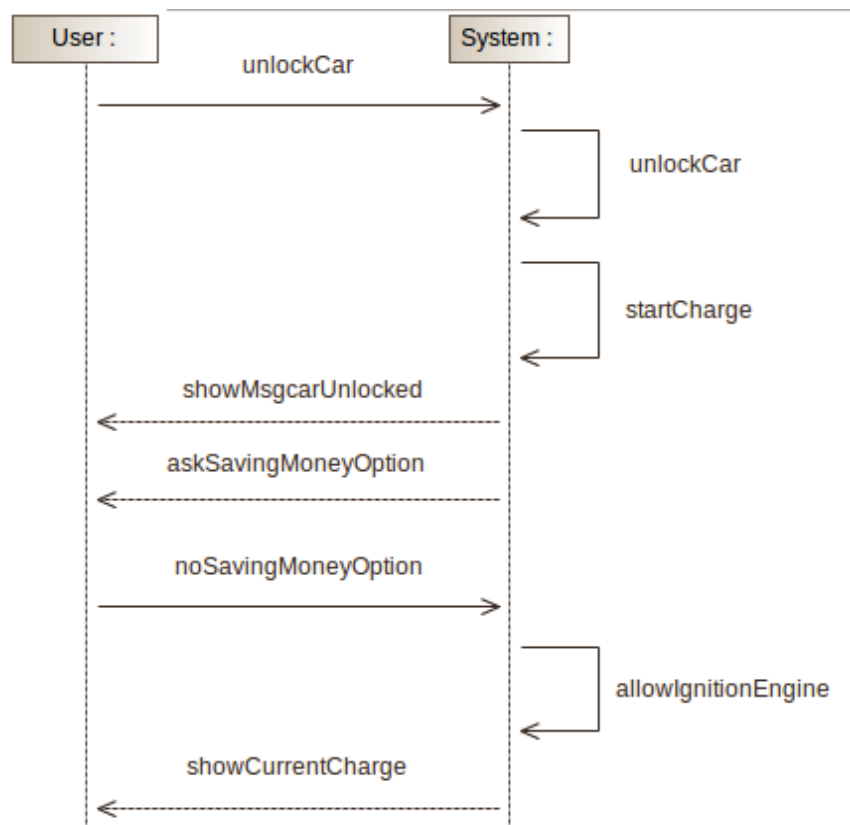 User :
System :
unlockCar
unlockCar
startCharge
showMsgcarUnlocked
askSavingMoneyOption
noSavingMoneyOption
allowIgnitionEngine
showCurrentCharge